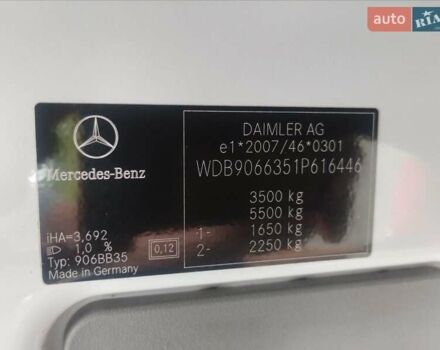 auto RIA
DAIMLER AG
e1*2007/46*0301
WDB9066351P616446
Mercedes-Benz
3500 kg
5500 kg
1- 1650 kg
2- 2250 kg
iHA=3,692
1,0 % 0,12
Typ: 906BB35
Made in Germany